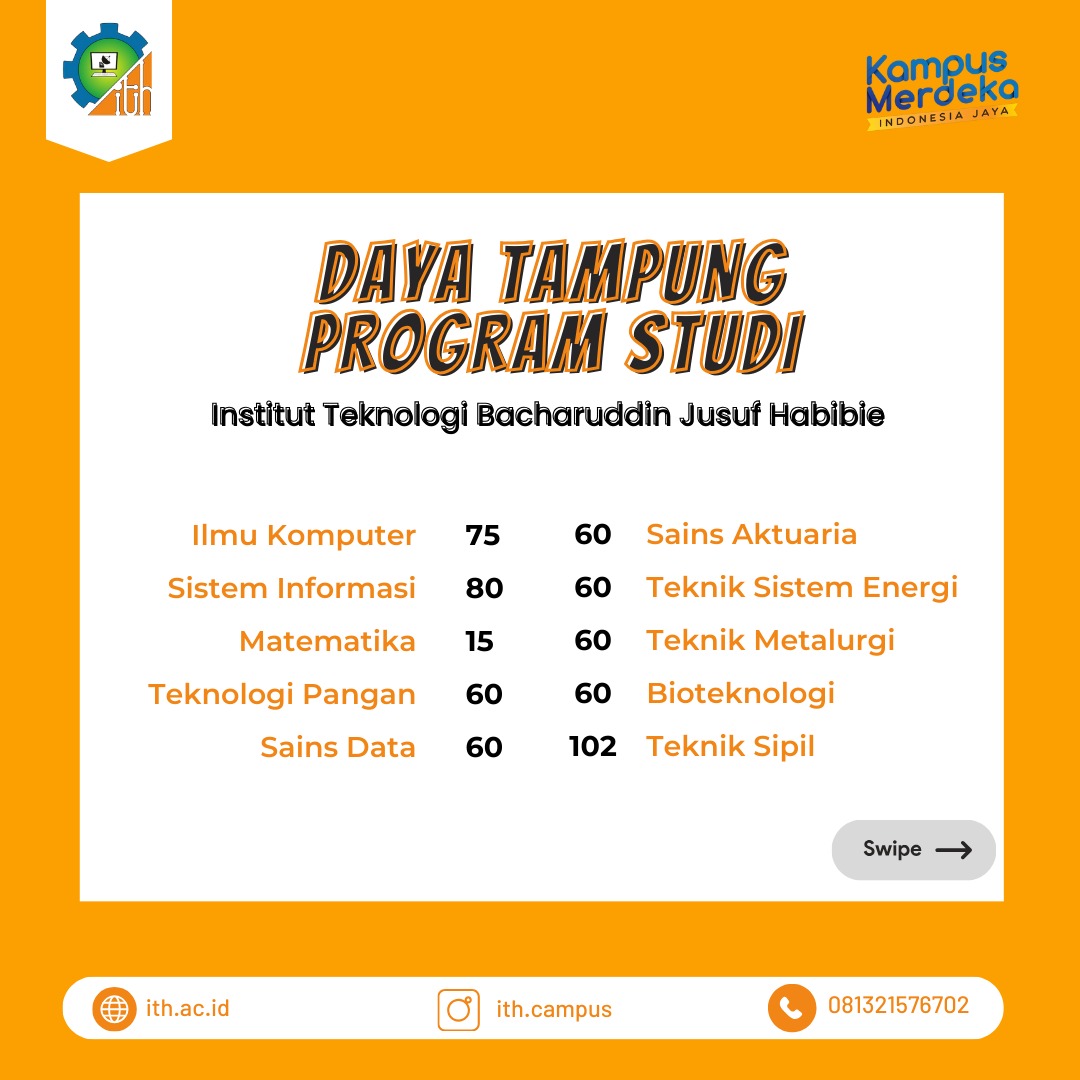 ith
Kampus
Merdeka
INDONESIA JAYA
DAYA TAMPUNG
PROGRAM STUDI
Institut Teknologi Bacharuddin Jusuf Habibie
Ilmu Komputer 75 60 Sains Aktuaria
Sistem Informasi 80 60 Teknik Sistem Energi
Matematika 15 60 Teknik Metalurgi
Teknologi Pangan 60 60 Bioteknologi
Sains Data 60 102 Teknik Sipil
Swipe
ith.ac.id ith.campus 081321576702